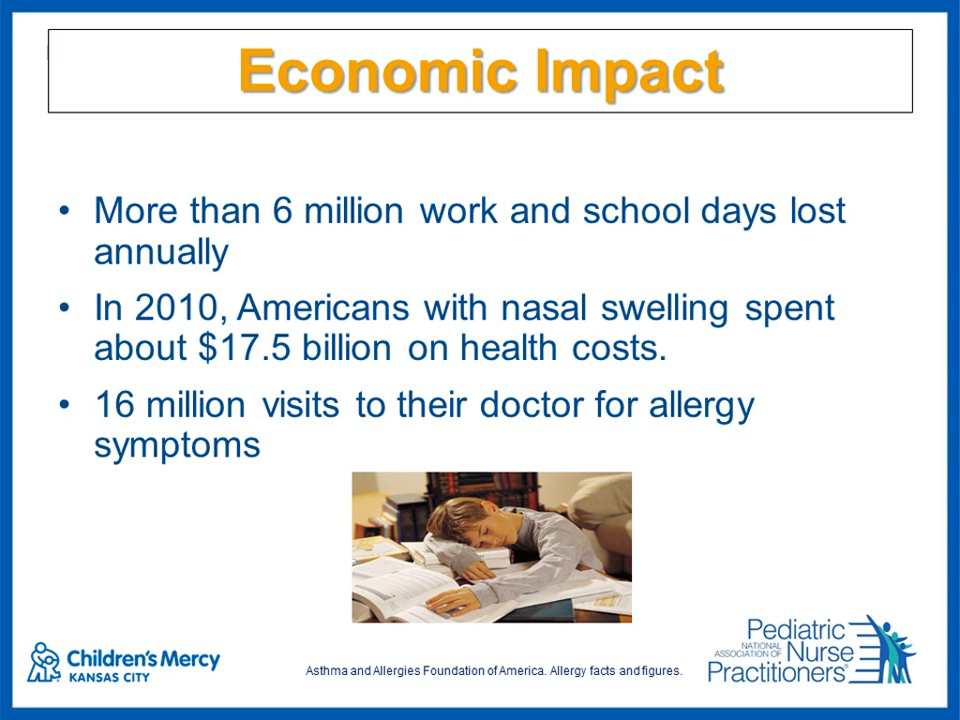 Economic Impact
• More than 6 million work and school days lost
annually
• In 2010, Americans with nasal swelling spent
about $17.5 billion on health costs.
• 16 million visits to their doctor for allergy
symptoms
Children's Mercy
KANSAS CITY
Asthma and Allergies Foundation of America. Allergy facts and figures.
Pediatric
NATIONAL
ASSOCIATION OF
Nurse
Practitioners®